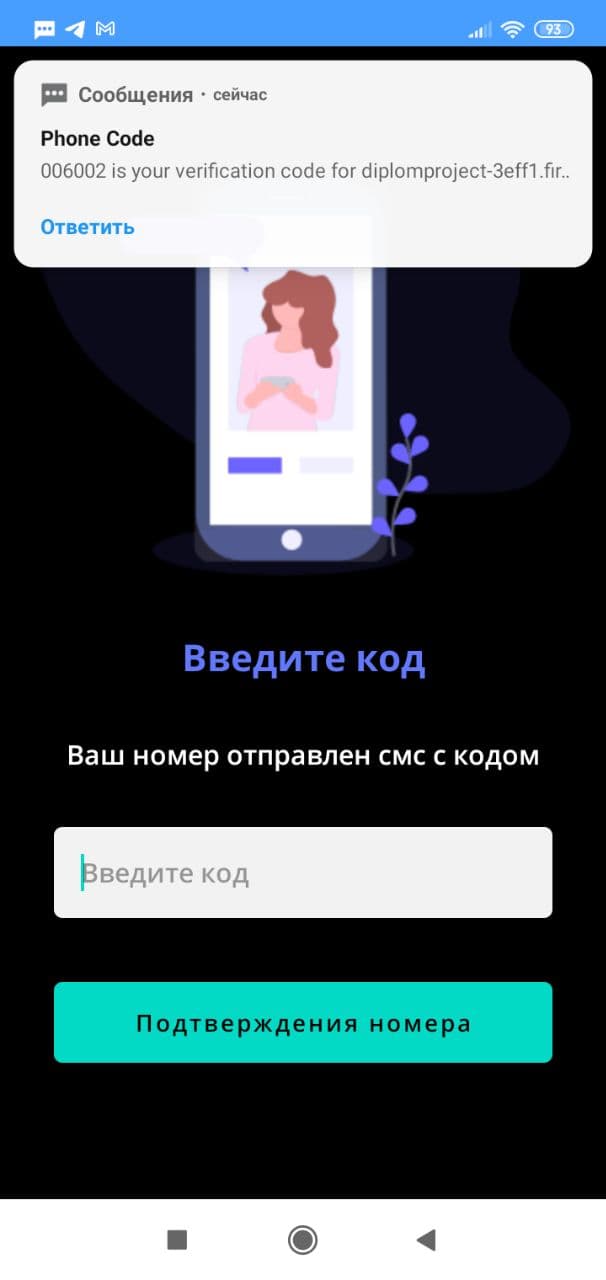 93
Сообщения · сейчас
Phone Code
006002 is your verification code for diplomproject-3eff1.fir..
Ответить
Введите код
Ваш номер отправлен смс с кодом
Введите код
Подтверждения номера